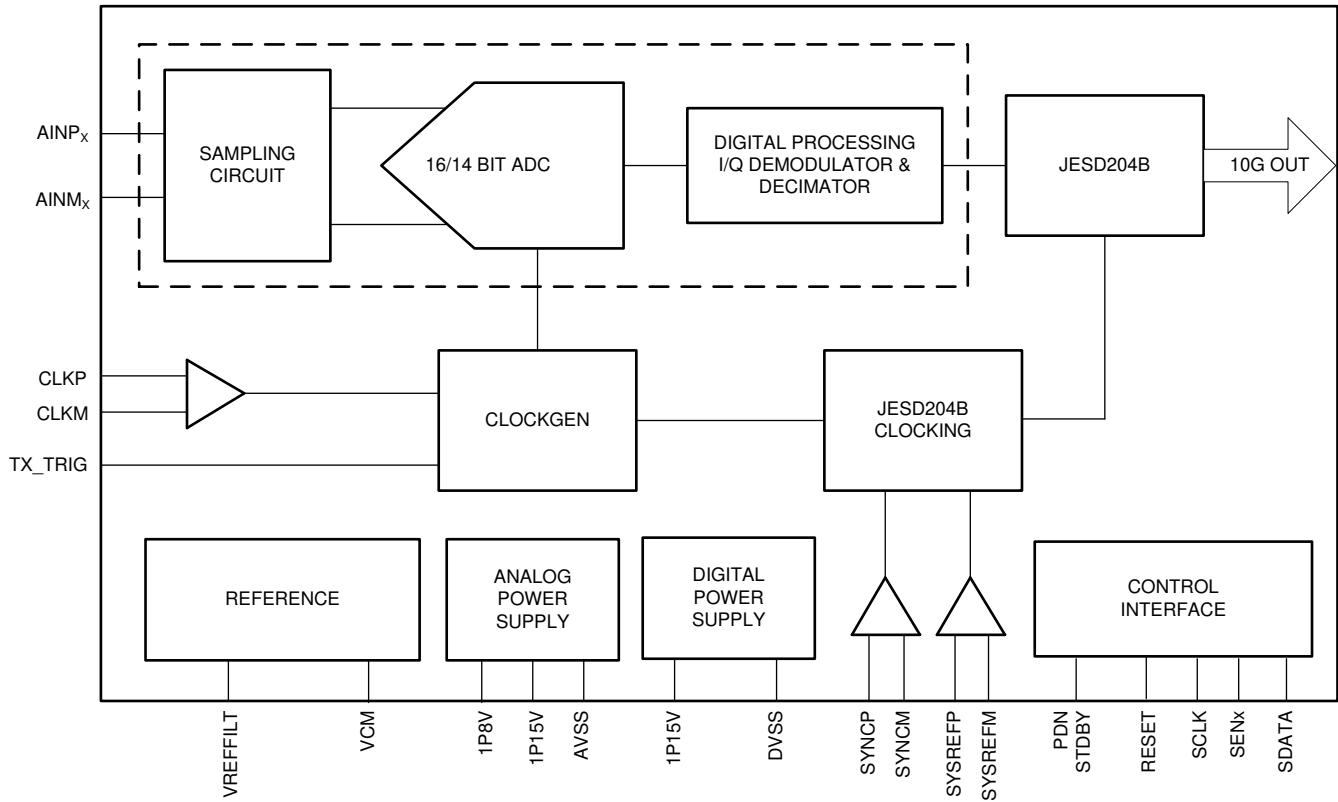 AINPX
AINMX
SAMPLING
CIRCUIT
16/14 BIT ADC
DIGITAL PROCESSING
I/Q DEMODULATOR &
DECIMATOR
JESD204B
10G OUT
CLKP
CLKM
TX_TRIG
CLOCKGEN
JESD204B
CLOCKING
REFERENCE
ANALOG
POWER
SUPPLY
DIGITAL
POWER
SUPPLY
CONTROL
INTERFACE
VREFFILT
VCM
1P8V
1P15V
AVSS
1P15V
DVSS
SYNCP
SYNCM
SYSREFP
SYSREFM
PDN
STDBY
RESET
SCLK
SENx
SDATA